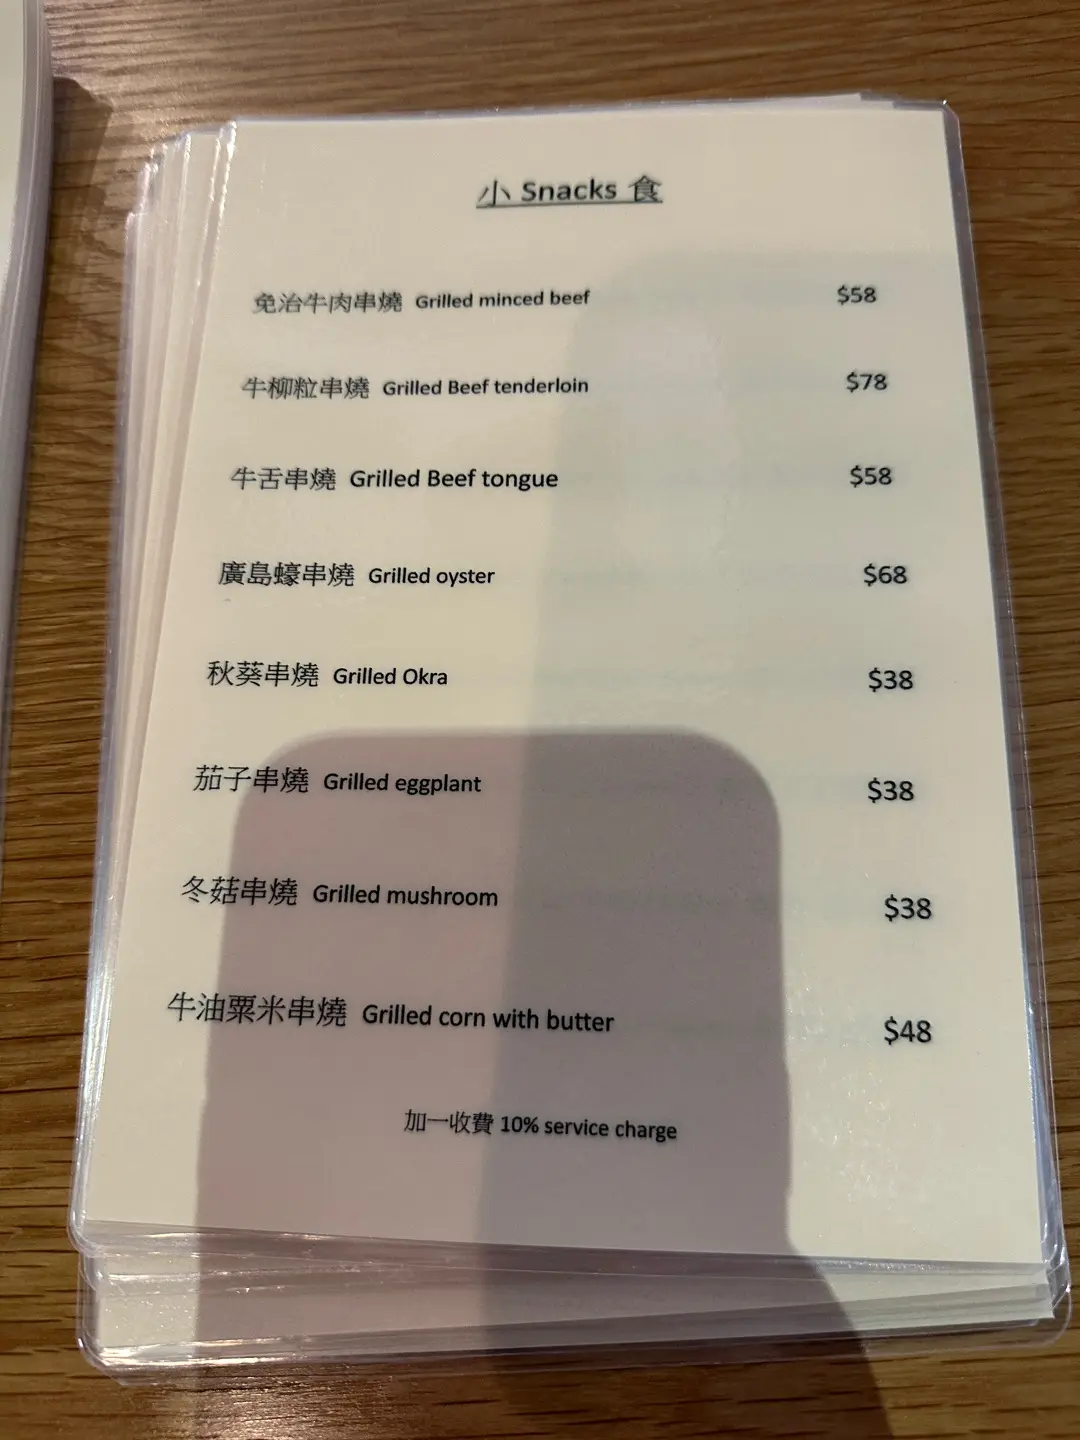 小 Snacks 食
免治牛肉串燒 Grilled minced beef $58
牛柳粒串燒 Grilled Beef tenderloin $78
牛舌串燒 Grilled Beef tongue $58
廣島蠔串燒 Grilled oyster $68
秋葵串燒 Grilled Okra $38
茄子串燒 Grilled eggplant $38
冬菇串燒 Grilled mushroom $38
牛油粟米串燒 Grilled corn with butter $48
加一收費 10% service charge